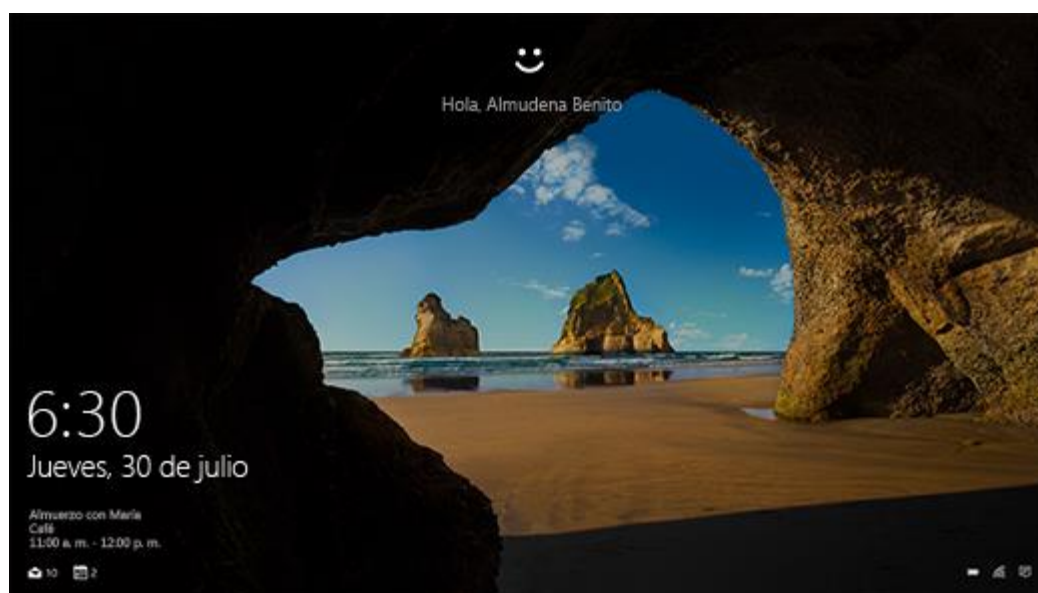 Hola, Almudena Benito
6:30
Jueves, 30 de julio
Almuerzo con María
Café
11:00 a. m. - 12:00 p. m.
10 2